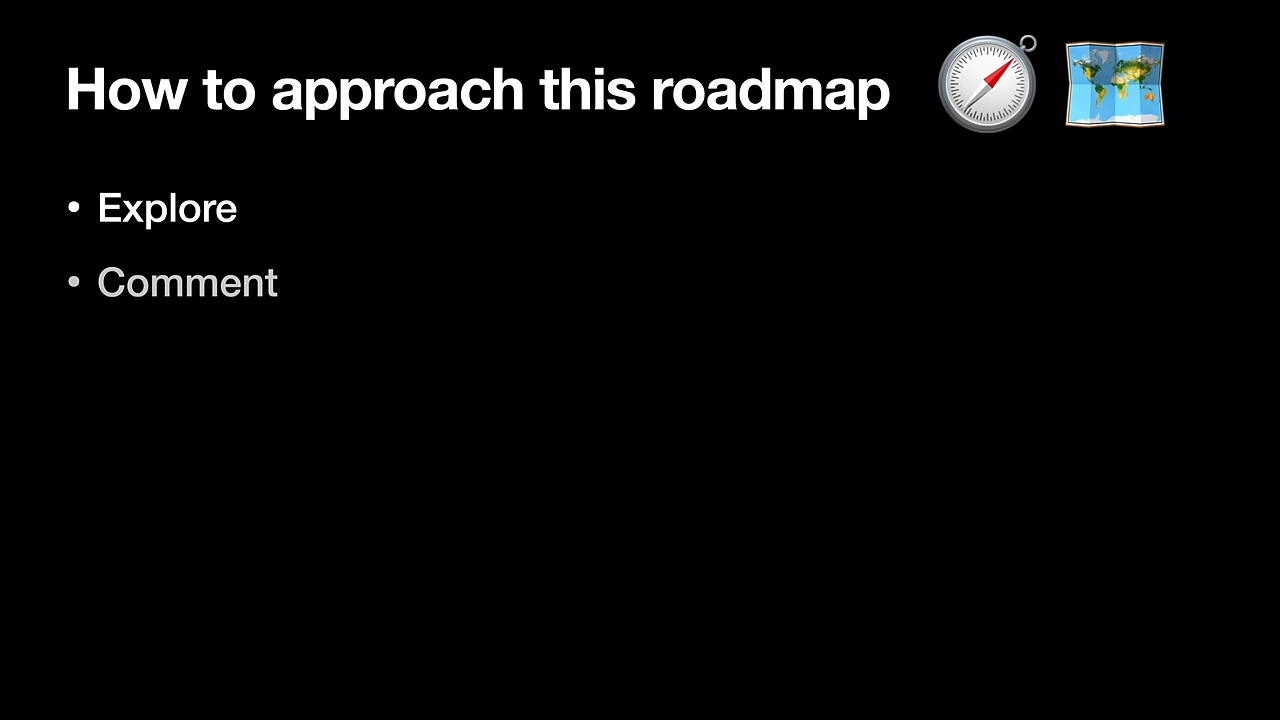 How to approach this roadmap 🧭 🗺️
• Explore
• Comment